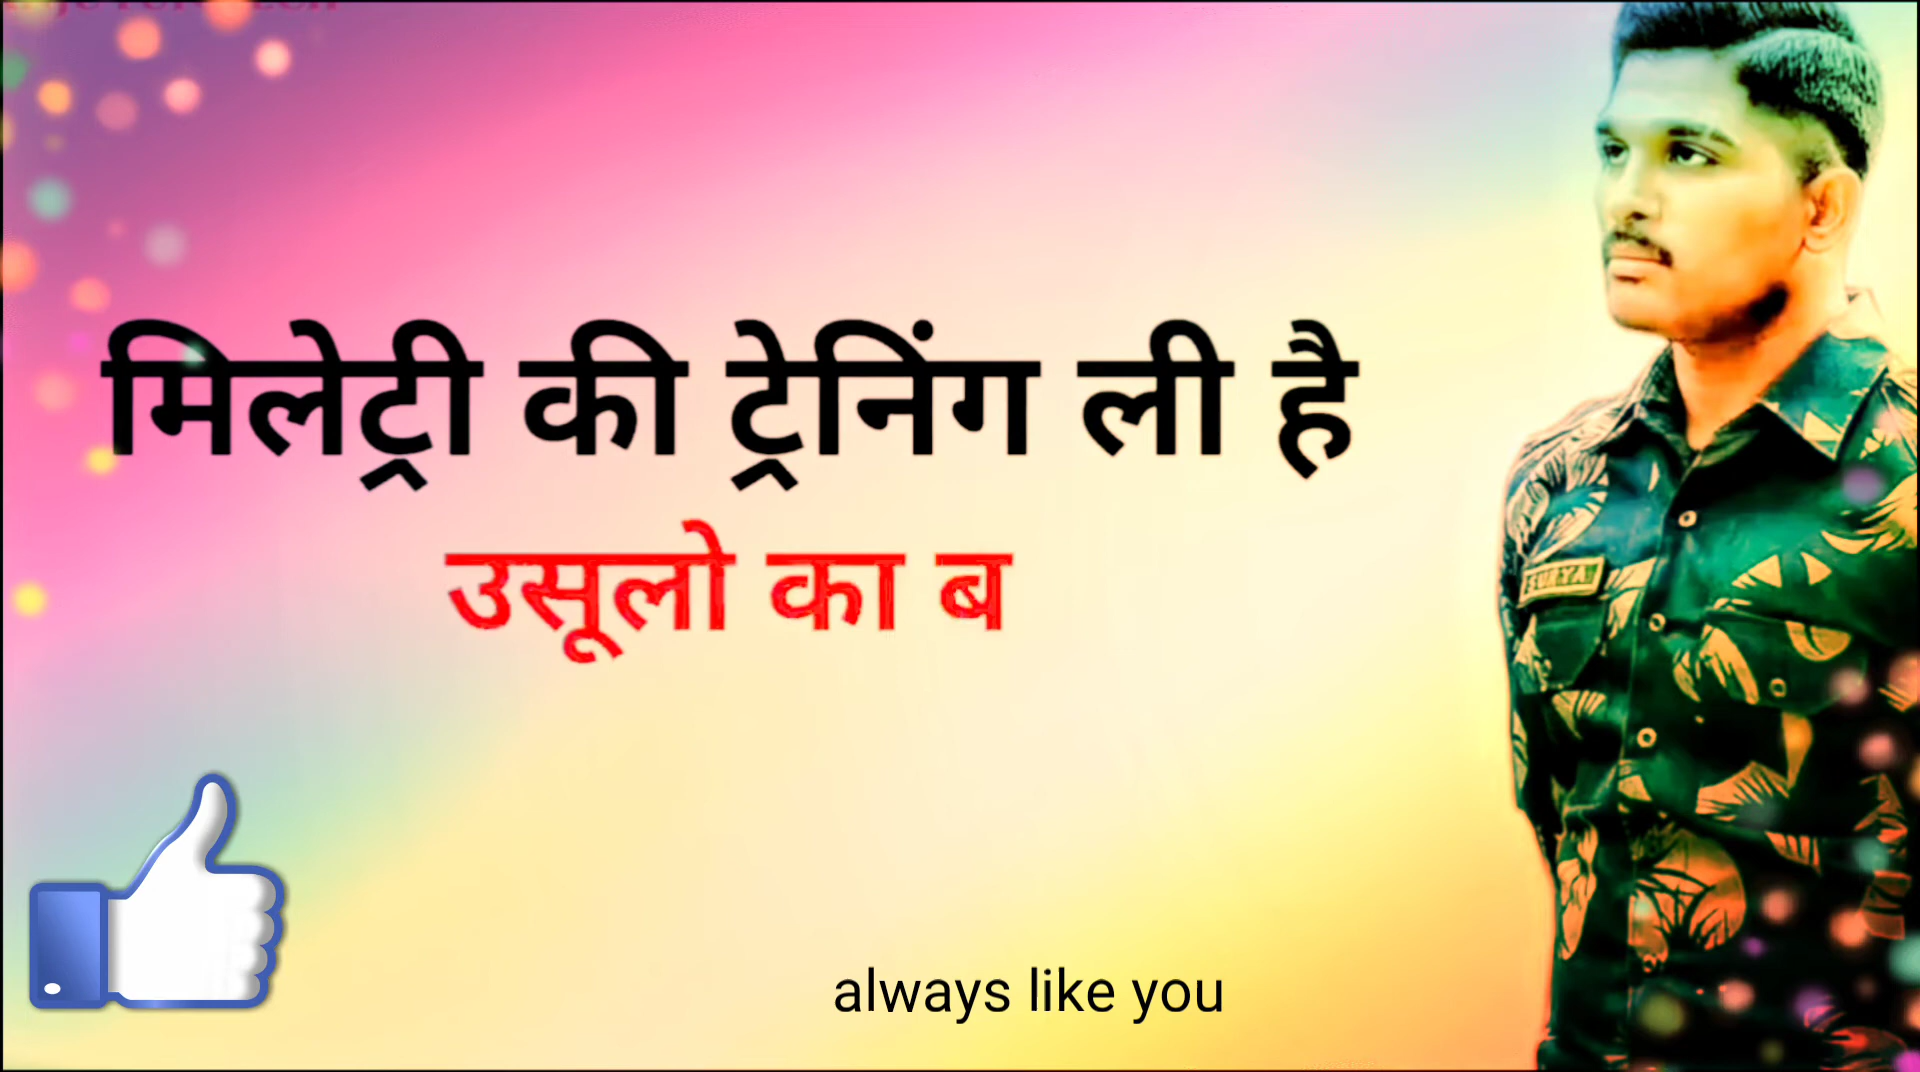 मिलेट्री की ट्रेनिंग ली है
उसूलो का ब
always like you